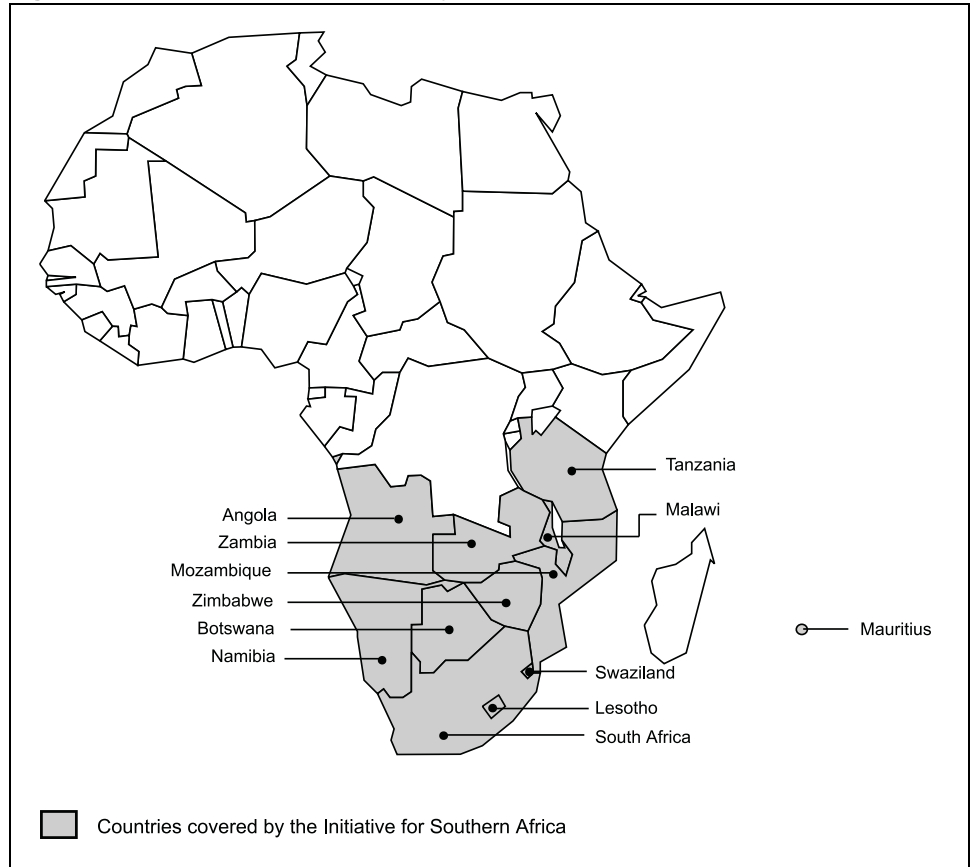 Tanzania
Malawi
Angola
Zambia
Mozambique
Zimbabwe
Botswana
Namibia
Mauritius
Swaziland
Lesotho
South Africa
Countries covered by the Initiative for Southern Africa